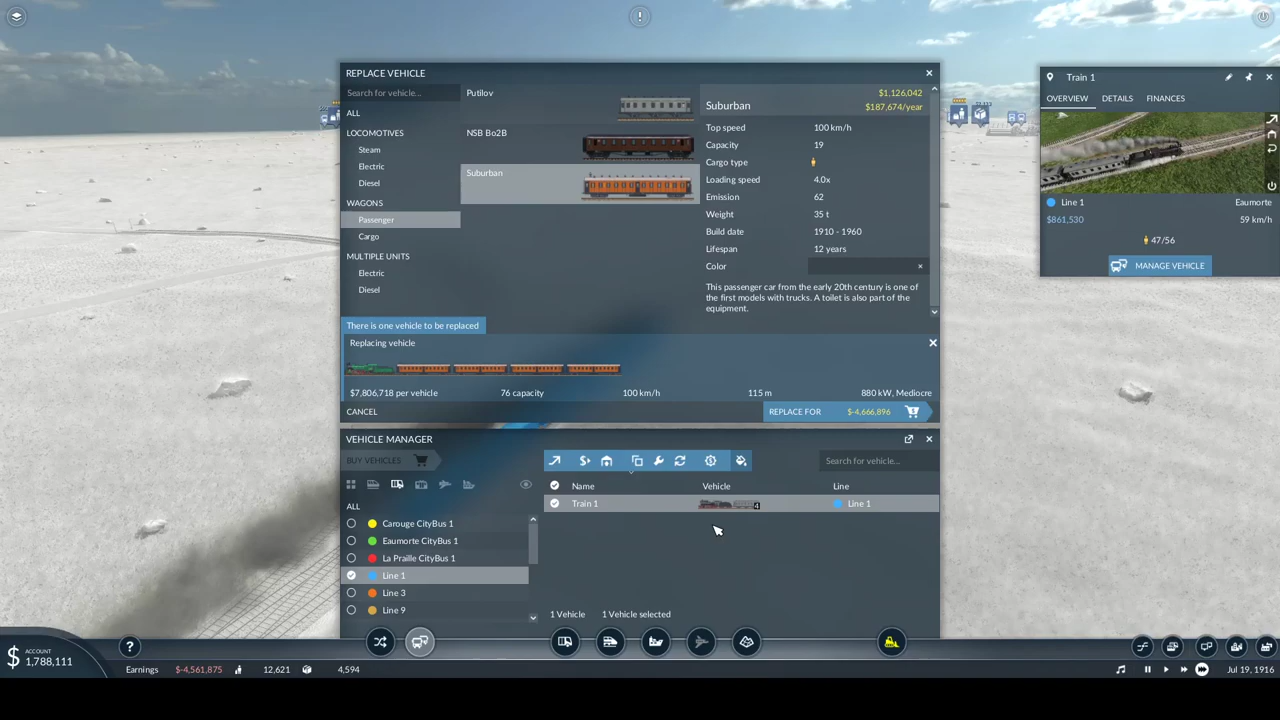 REPLACE VEHICLE
Search for vehicle...
ALL
LOCOMOTIVES
Steam
Electric
Diesel
WAGONS
Passenger
Cargo
MULTIPLE UNITS
Electric
Diesel
Putilov
NSB Bo2B
Suburban
$1,126,042
Suburban
$187,674/year
Top speed 100 km/h
Capacity 19
Cargo type
Loading speed 4.0x
Emission 62
Weight 35 t
Build date 1910 - 1960
Lifespan 12 years
Color
This passenger car from the early 20th century is one of
the first models with trucks. A toilet is also part of the
equipment.
There is one vehicle to be replaced
Replacing vehicle
$7,806,718 per vehicle 76 capacity 100 km/h 115 m 880 kW, Mediocre
CANCEL
REPLACE FOR $-4,666,896
VEHICLE MANAGER
BUY VEHICLES
Search for vehicle...
ALL
Carouge CityBus 1
Eaumorte CityBus 1
La Praille CityBus 1
Line 1
Line 3
Line 9
Name Vehicle Line
Train 1 4 Line 1
1 Vehicle 1 Vehicle selected
Train 1
OVERVIEW DETAILS FINANCES
Line 1 Eaumorte
$861,530 59 km/h
47/56
MANAGE VEHICLE
$ ACCOUNT
1,788,111
?
Earnings $-4,561,875 12,621 4,594
Jul 19, 1916